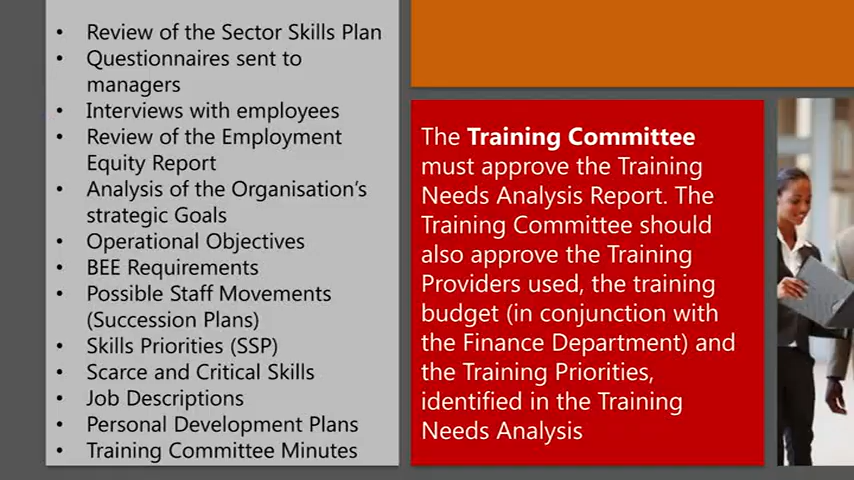 • Review of the Sector Skills Plan
• Questionnaires sent to
managers
• Interviews with employees
• Review of the Employment
Equity Report
• Analysis of the Organisation's
strategic Goals
• Operational Objectives
• BEE Requirements
• Possible Staff Movements
(Succession Plans)
• Skills Priorities (SSP)
• Scarce and Critical Skills
• Job Descriptions
• Personal Development Plans
• Training Committee Minutes
The Training Committee
must approve the Training
Needs Analysis Report. The
Training Committee should
also approve the Training
Providers used, the training
budget (in conjunction with
the Finance Department) and
the Training Priorities,
identified in the Training
Needs Analysis